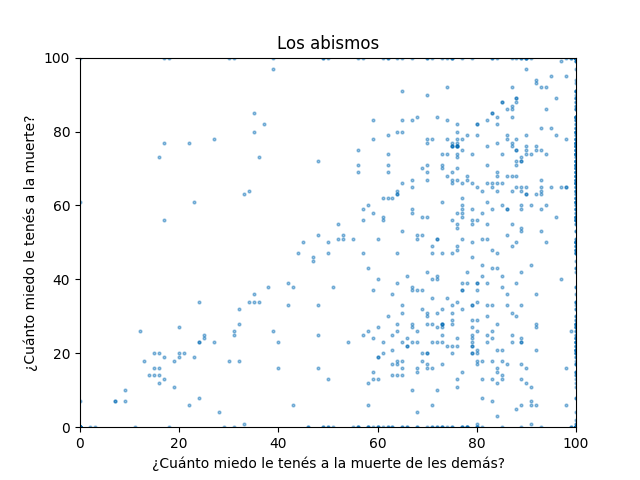 Los abismos
100
80
60
40
20
0
¿Cuánto miedo le tenés a la muerte?
0 20 40 60 80 100
¿Cuánto miedo le tenés a la muerte de les demás?